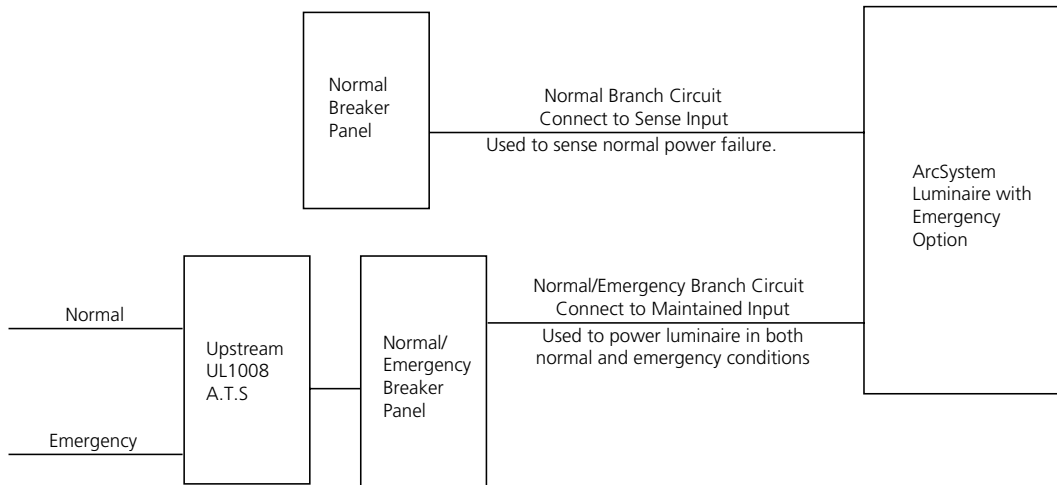 Normal
Breaker
Panel
Normal Branch Circuit
Connect to Sense Input
Used to sense normal power failure.
ArcSystem
Luminaire with
Emergency
Option
Normal
Emergency
Upstream
UL1008
A.T.S
Normal/
Emergency
Breaker
Panel
Normal/Emergency Branch Circuit
Connect to Maintained Input
Used to power luminaire in both
normal and emergency conditions